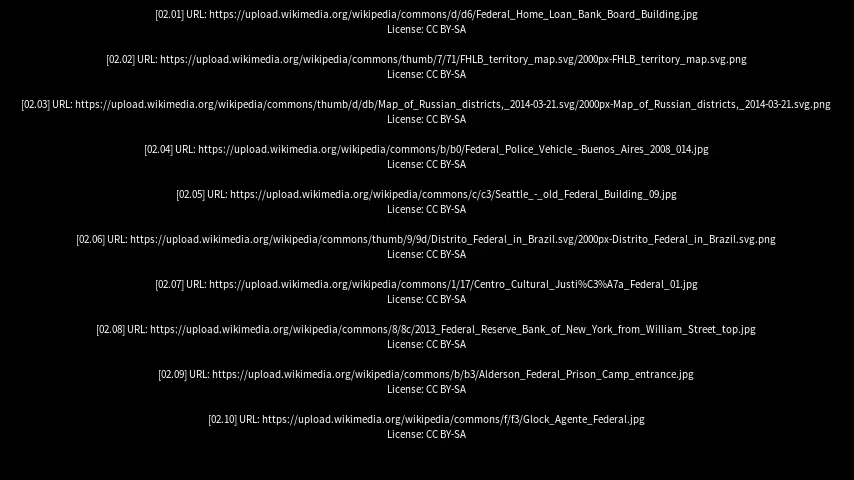 [02.01] URL: https://upload.wikimedia.org/wikipedia/commons/d/d6/Federal_Home_Loan_Bank_Board_Building.jpg
License: CC BY-SA
[02.02] URL: https://upload.wikimedia.org/wikipedia/commons/thumb/7/71/FHLB_territory_map.svg/2000px-FHLB_territory_map.svg.png
License: CC BY-SA
[02.03] URL: https://upload.wikimedia.org/wikipedia/commons/thumb/d/db/Map_of_Russian_districts,_2014-03-21.svg/2000px-Map_of_Russian_districts,_2014-03-21.svg.png
License: CC BY-SA
[02.04] URL: https://upload.wikimedia.org/wikipedia/commons/b/b0/Federal_Police_Vehicle_-Buenos_Aires_2008_014.jpg
License: CC BY-SA
[02.05] URL: https://upload.wikimedia.org/wikipedia/commons/c/c3/Seattle_-_old_Federal_Building_09.jpg
License: CC BY-SA
[02.06] URL: https://upload.wikimedia.org/wikipedia/commons/thumb/9/9d/Distrito_Federal_in_Brazil.svg/2000px-Distrito_Federal_in_Brazil.svg.png
License: CC BY-SA
[02.07] URL: https://upload.wikimedia.org/wikipedia/commons/1/17/Centro_Cultural_Justi%C3%A7a_Federal_01.jpg
License: CC BY-SA
[02.08] URL: https://upload.wikimedia.org/wikipedia/commons/8/8c/2013_Federal_Reserve_Bank_of_New_York_from_William_Street_top.jpg
License: CC BY-SA
[02.09] URL: https://upload.wikimedia.org/wikipedia/commons/b/b3/Alderson_Federal_Prison_Camp_entrance.jpg
License: CC BY-SA
[02.10] URL: https://upload.wikimedia.org/wikipedia/commons/f/f3/Glock_Agente_Federal.jpg
License: CC BY-SA